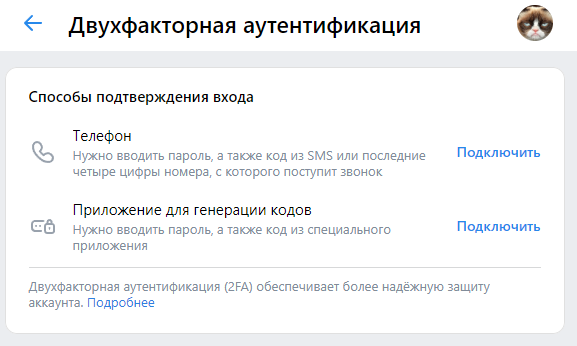 Двухфакторная аутентификация
Способы подтверждения входа
Телефон
Нужно вводить пароль, а также код из SMS или последние
четыре цифры номера, с которого поступит звонок
Подключить
Приложение для генерации кодов
Нужно вводить пароль, а также код из специального
приложения
Подключить
Двухфакторная аутентификация (2FA) обеспечивает более надёжную защиту
аккаунта. Подробнее